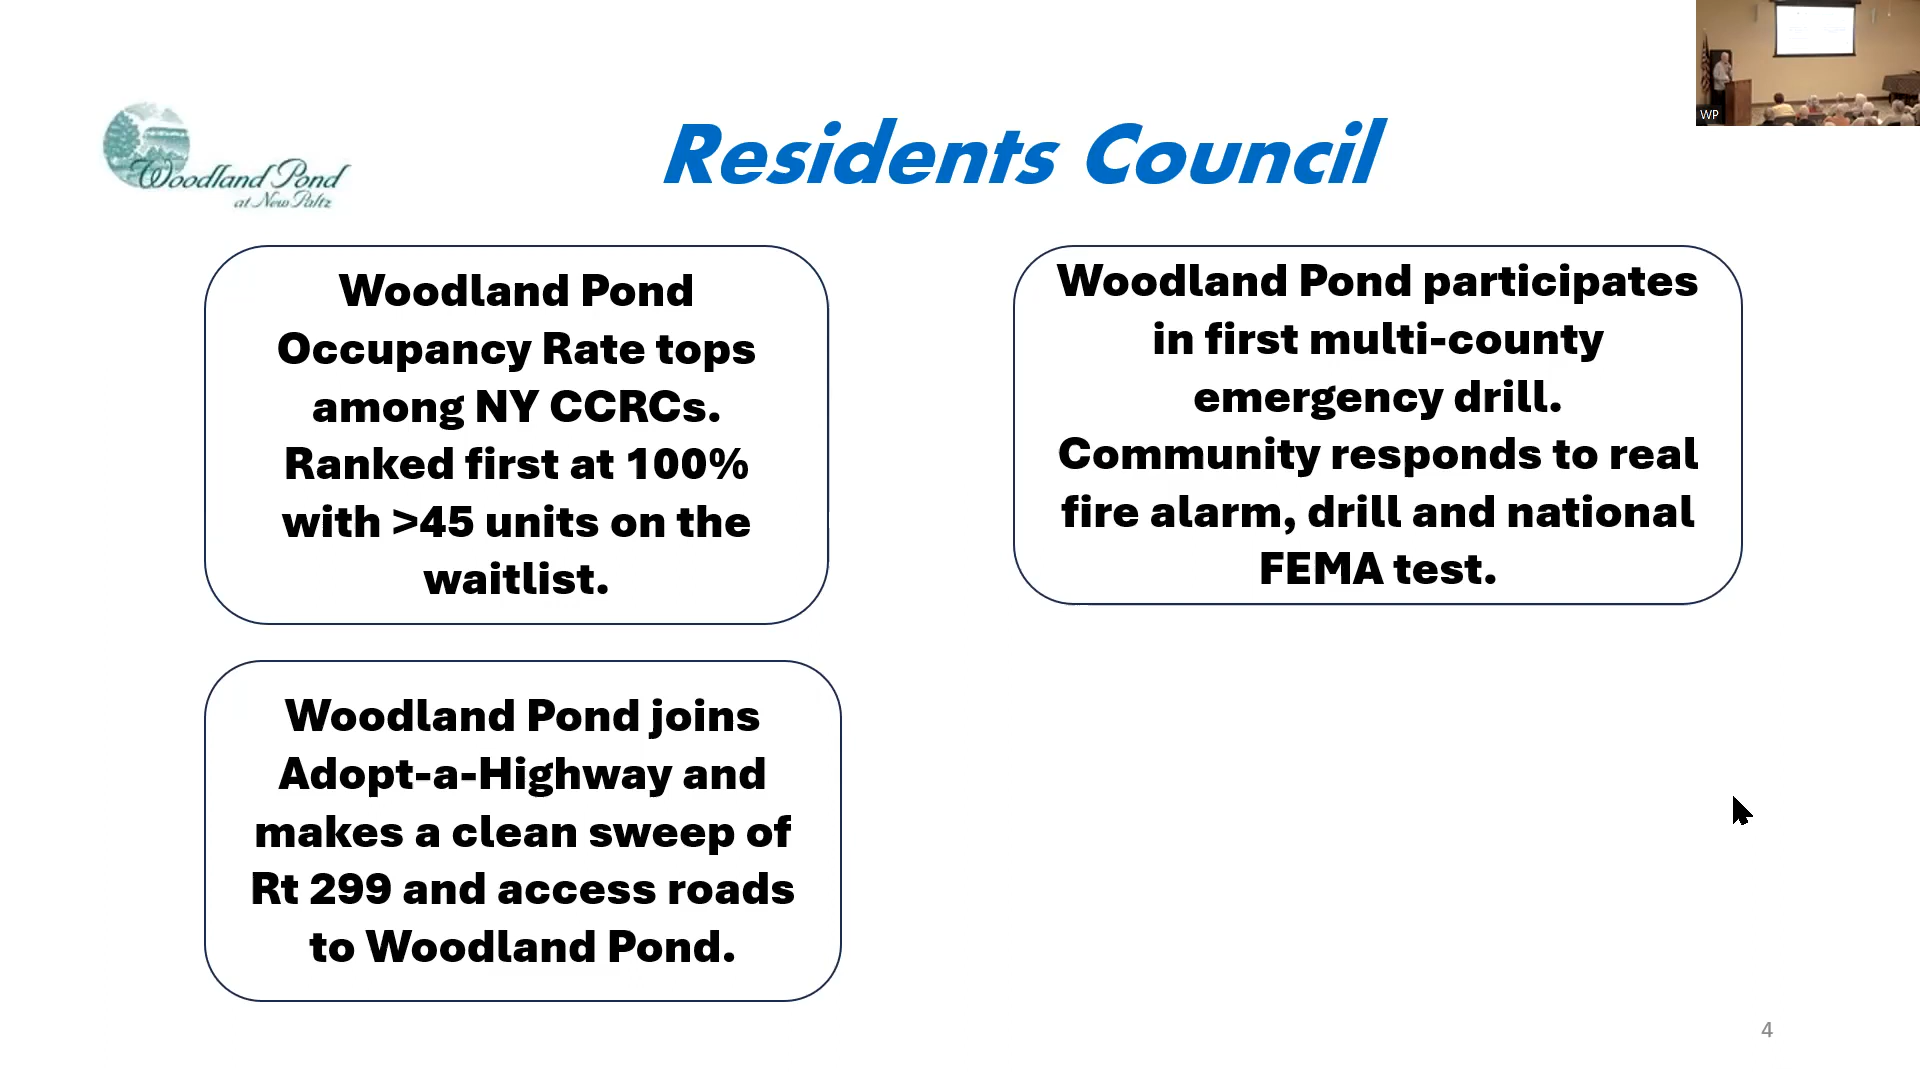 WP
Woodland Pond
at New Paltz
Residents Council
Woodland Pond
Occupancy Rate tops
among NY CCRCs.
Ranked first at 100%
with >45 units on the
waitlist.
Woodland Pond participates
in first multi-county
emergency drill.
Community responds to real
fire alarm, drill and national
FEMA test.
Woodland Pond joins
Adopt-a-Highway and
makes a clean sweep of
Rt 299 and access roads
to Woodland Pond.
4